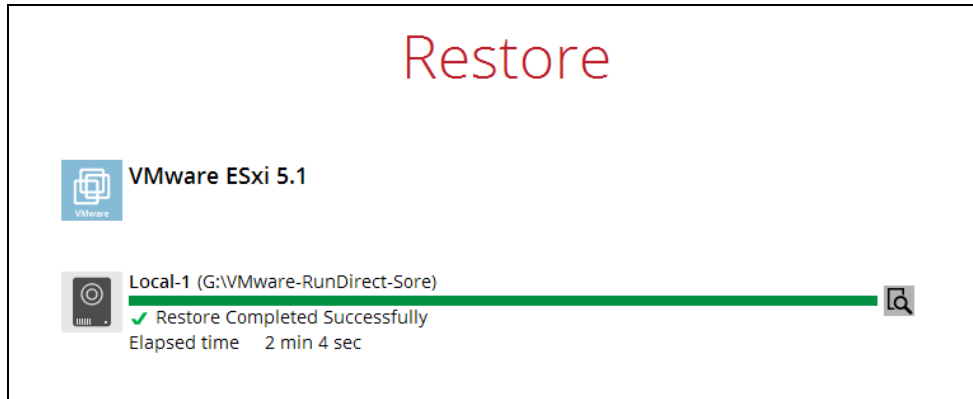 Restore
VMware ESxi 5.1
VMware
Local-1 (G:\VMware-RunDirect-Sore)
Restore Completed Successfully
Elapsed time 2 min 4 sec